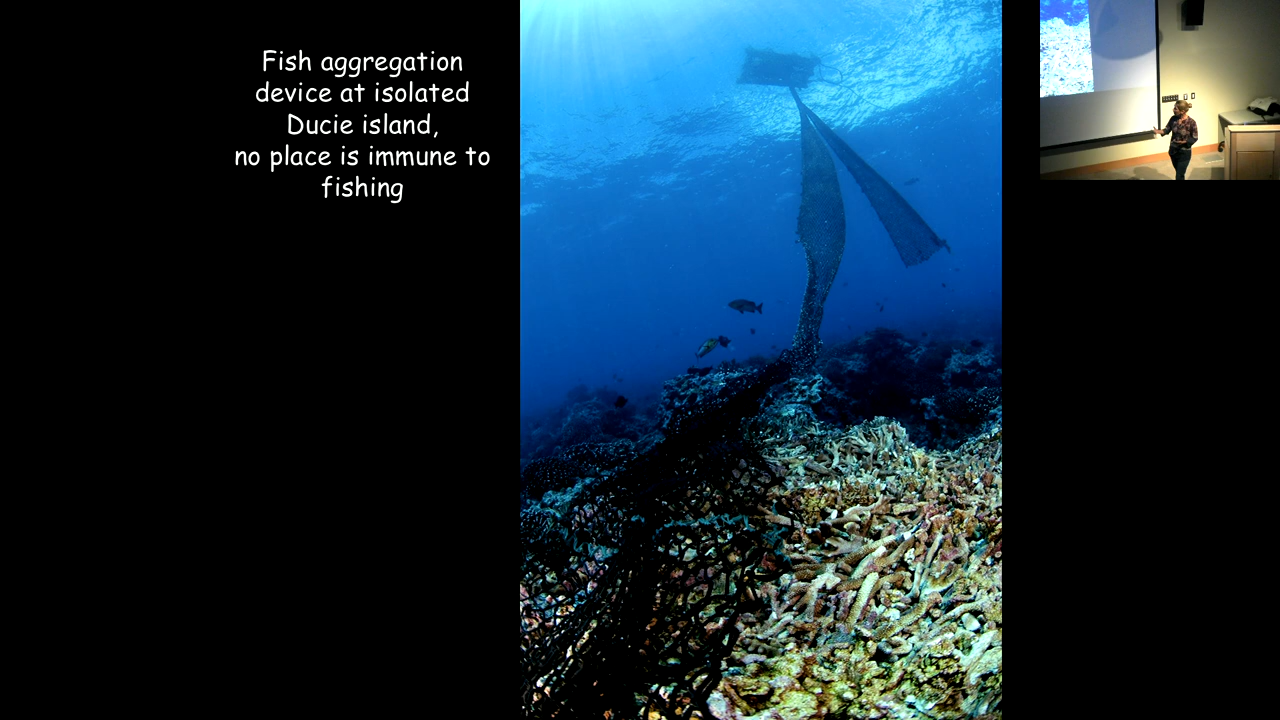 Fish aggregation
device at isolated
Ducie island,
no place is immune to
fishing